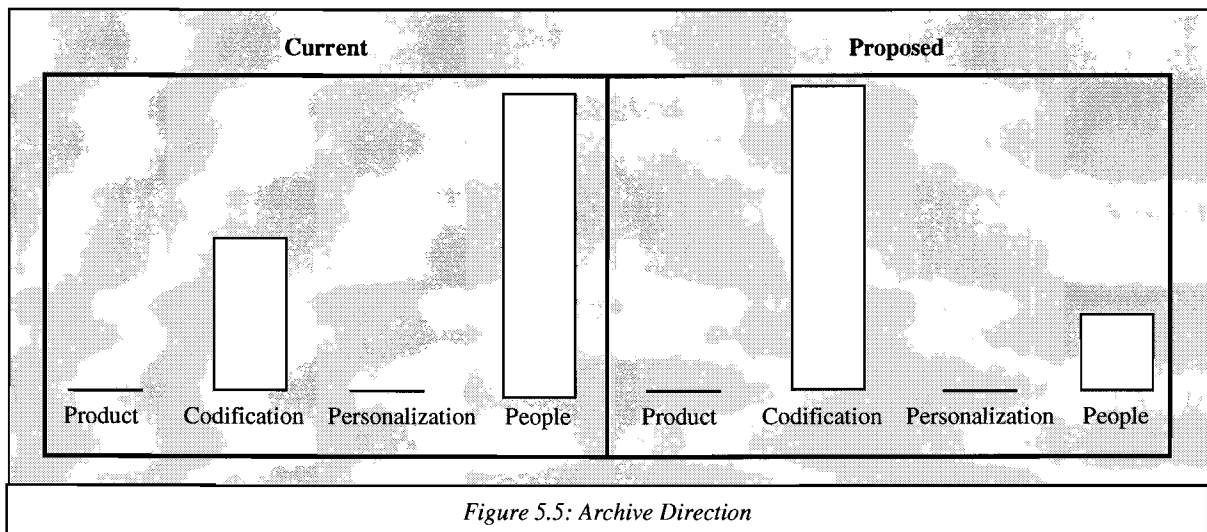 Current Proposed
Product Codification Personalization People Product Codification Personalization People
Figure 5.5: Archive Direction